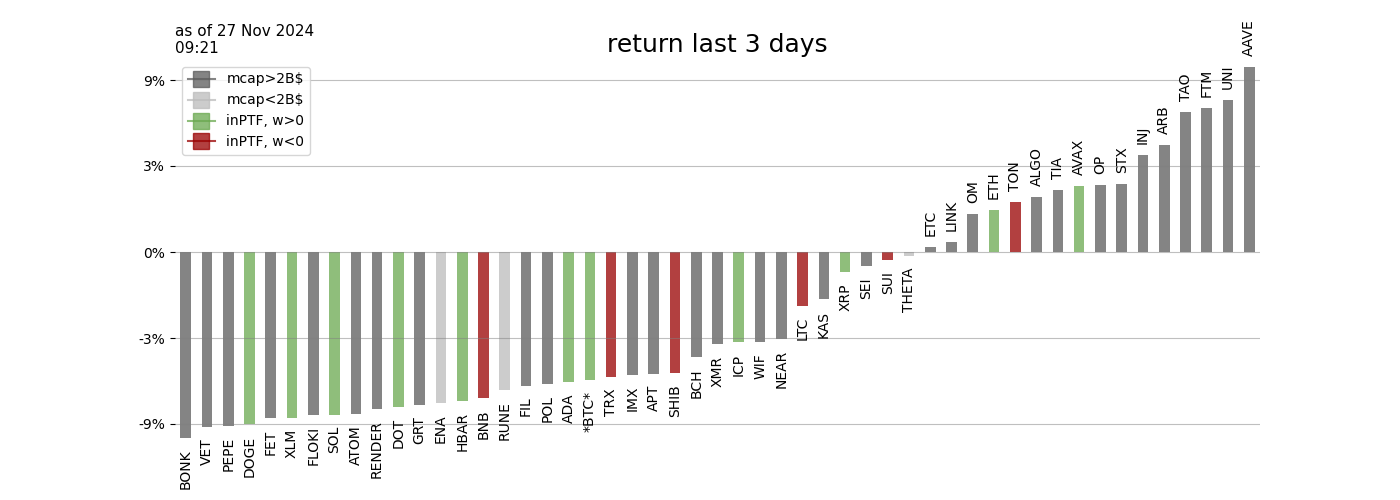 as of 27 Nov 2024
09:21
return last 3 days
mcap>2B$
mcap<2B$
inPTF, w>0
inPTF, w<0
9%
3%
0%
-3%
-9%
BONK
VET
PEPE
DOGE
FET
XLM
FLOKI
SOL
ATOM
RENDER
DOT
GRT
ENA
HBAR
BNB
RUNE
FIL
POL
ADA
*BTC*
TRX
IMX
APT
SHIB
BCH
XMR
ICP
WIF
NEAR
LTC
KAS
XRP
SEI
SUI
THETA
ETC
LINK
OM
ETH
TON
ALGO
TIA
AVAX
OP
STX
INJ
ARB
TAO
FTM
UNI
AAVE